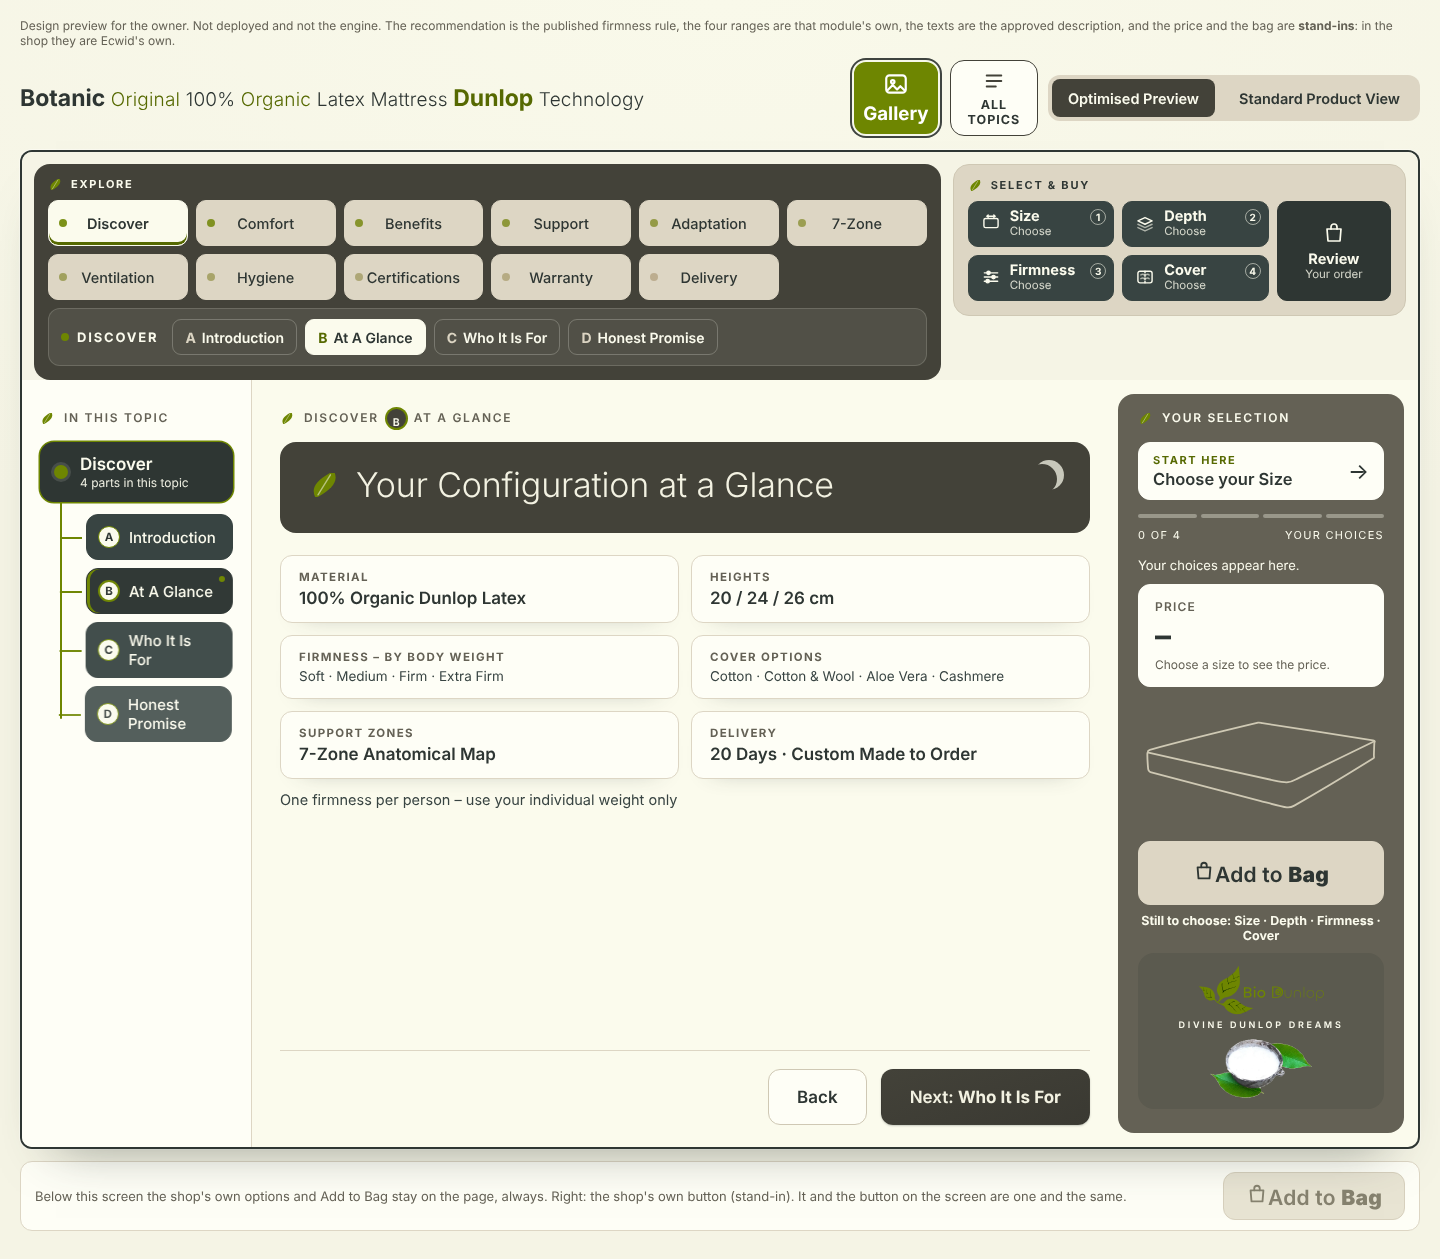 Design preview for the owner. Not deployed and not the engine. The recommendation is the published firmness rule, the four ranges are that module's own, the texts are the approved description, and the price and the bag are stand-ins: in the
shop they are Ecwid's own.
Botanic Original 100% Organic Latex Mattress Dunlop Technology
Gallery
ALL
TOPICS
Optimised Preview
Standard Product View
EXPLORE
Discover
Comfort
Benefits
Support
Adaptation
7-Zone
Ventilation
Hygiene
Certifications
Warranty
Delivery
DISCOVER
A Introduction
B At A Glance
C Who It Is For
D Honest Promise
SELECT & BUY
Size
Choose
1
Depth
Choose
2
Firmness
Choose
3
Cover
Choose
4
Review
Your order
IN THIS TOPIC
Discover
4 parts in this topic
A Introduction
B At A Glance
C Who It Is
For
D Honest
Promise
DISCOVER B AT A GLANCE
Your Configuration at a Glance
MATERIAL
100% Organic Dunlop Latex
HEIGHTS
20 / 24 / 26 cm
FIRMNESS – BY BODY WEIGHT
Soft · Medium · Firm · Extra Firm
COVER OPTIONS
Cotton · Cotton & Wool · Aloe Vera · Cashmere
SUPPORT ZONES
7-Zone Anatomical Map
DELIVERY
20 Days · Custom Made to Order
One firmness per person – use your individual weight only
Back
Next: Who It Is For
YOUR SELECTION
START HERE
Choose your Size
0 OF 4
YOUR CHOICES
Your choices appear here.
PRICE
–
Choose a size to see the price.
Add to Bag
Still to choose: Size · Depth · Firmness ·
Cover
Bio Dunlop
DIVINE DUNLOP DREAMS
Below this screen the shop's own options and Add to Bag stay on the page, always. Right: the shop's own button (stand-in). It and the button on the screen are one and the same.
Add to Bag